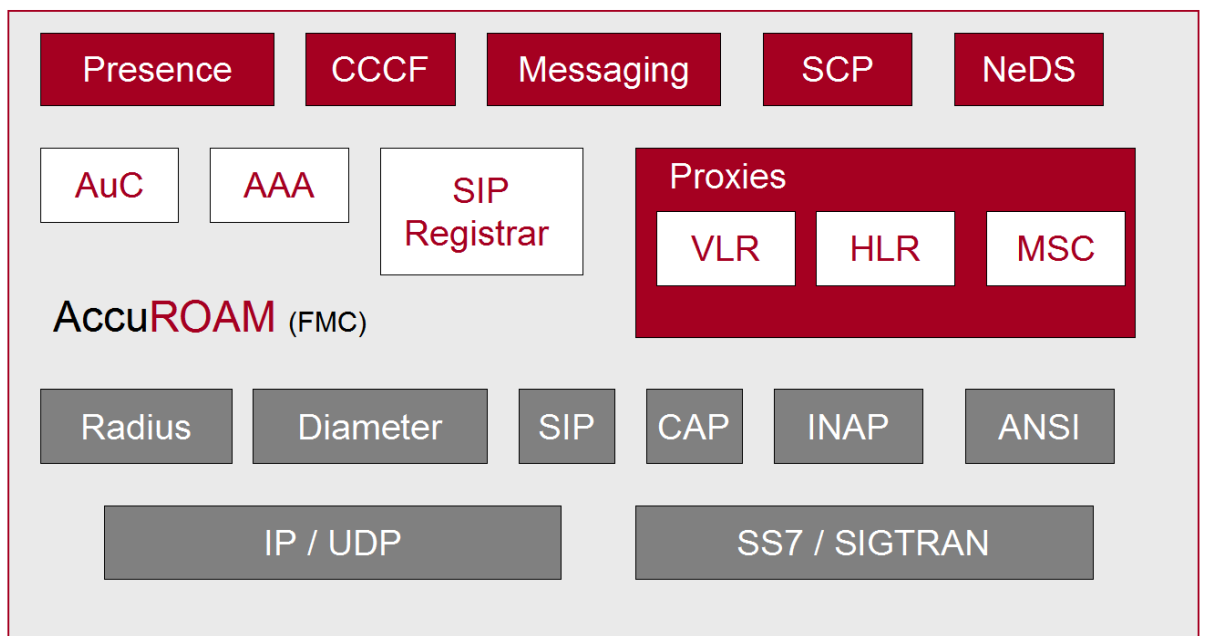 Presence CCCF Messaging SCP NeDS
AuC AAA SIP Registrar Proxies
VLR HLR MSC
AccuROAM (FMC)
Radius Diameter SIP CAP INAP ANSI
IP / UDP SS7 / SIGTRAN